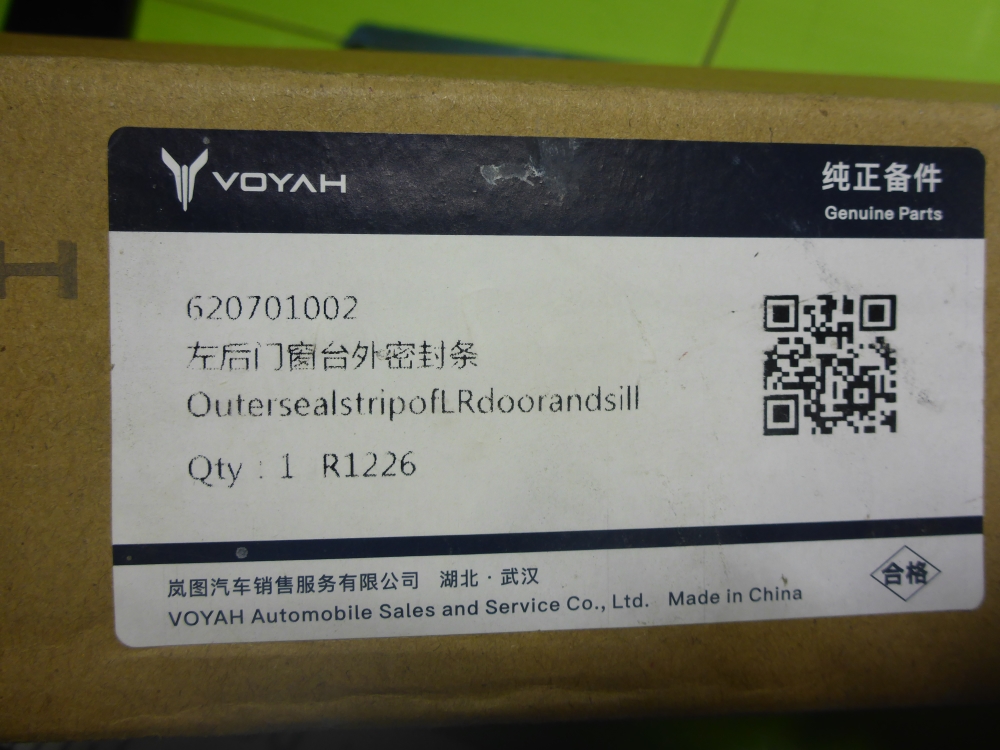 VOYAH
纯正备件
Genuine Parts
620701002
左后门窗台外密封条
OutersealstripofLRdoorandsill
Qty : 1 R1226
岚图汽车销售服务有限公司 湖北·武汉
VOYAH Automobile Sales and Service Co., Ltd. Made in China
合格
H